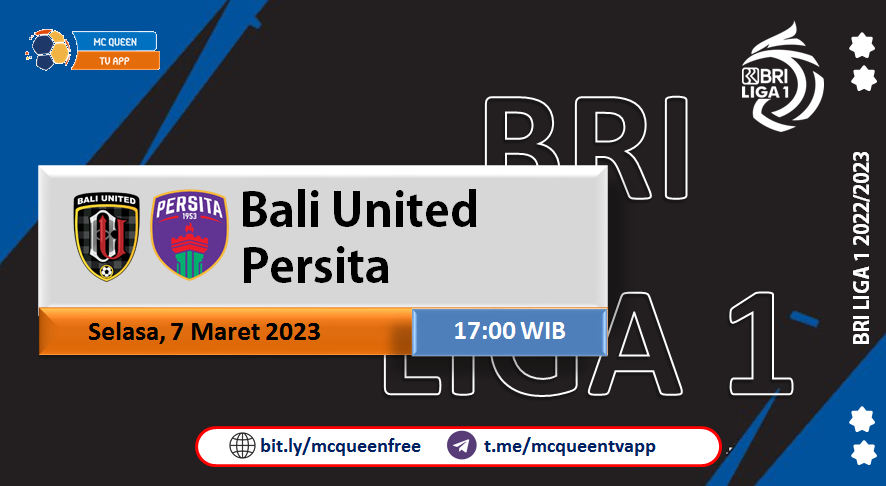 MC QUEEN
TV APP
BRI
LIGA 1
BRI
LIGA 1
BALI UNITED
PERSITA
1953
Bali United
Persita
Selasa, 7 Maret 2023
17:00 WIB
BRI LIGA 1 2022/2023
bit.ly/mcqueenfree
t.me/mcqueentvapp